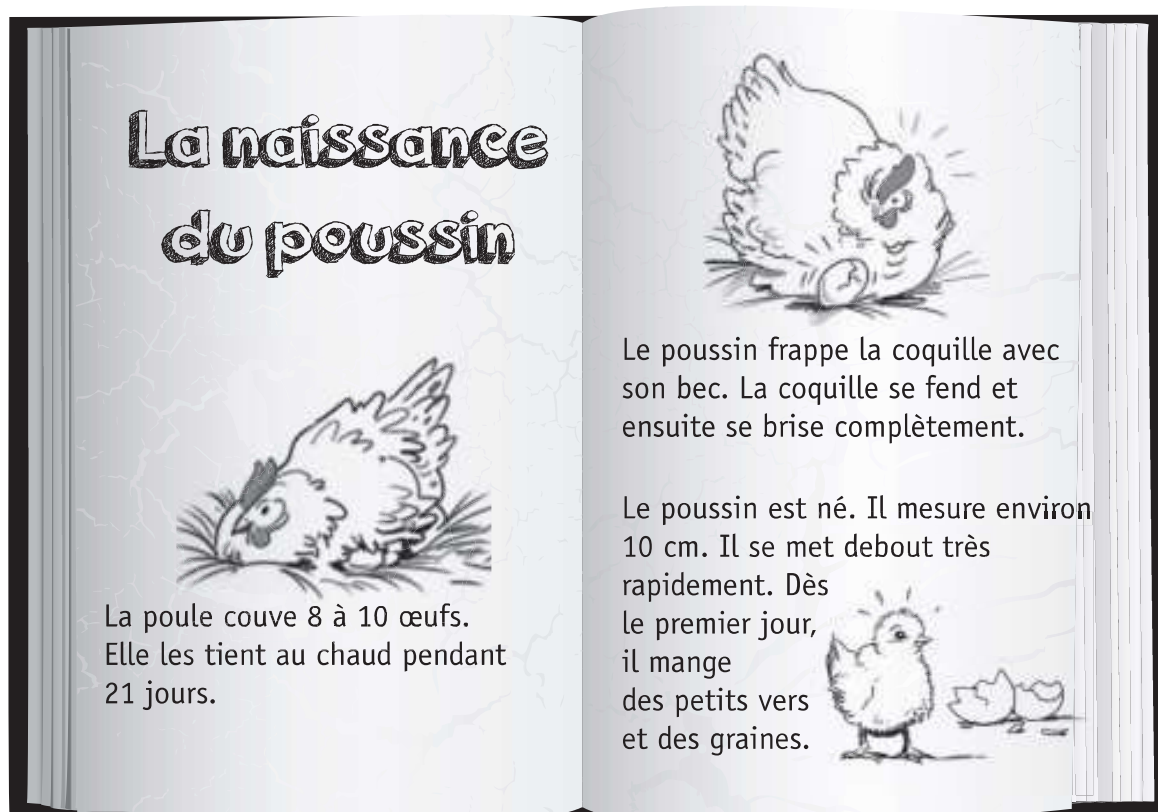 La naissance
du poussin
La poule couve 8 à 10 œufs.
Elle les tient au chaud pendant
21 jours.
Le poussin frappe la coquille avec
son bec. La coquille se fend et
ensuite se brise complètement.
Le poussin est né. Il mesure environ
10 cm. Il se met debout très
rapidement. Dès
le premier jour,
il mange
des petits vers
et des graines.